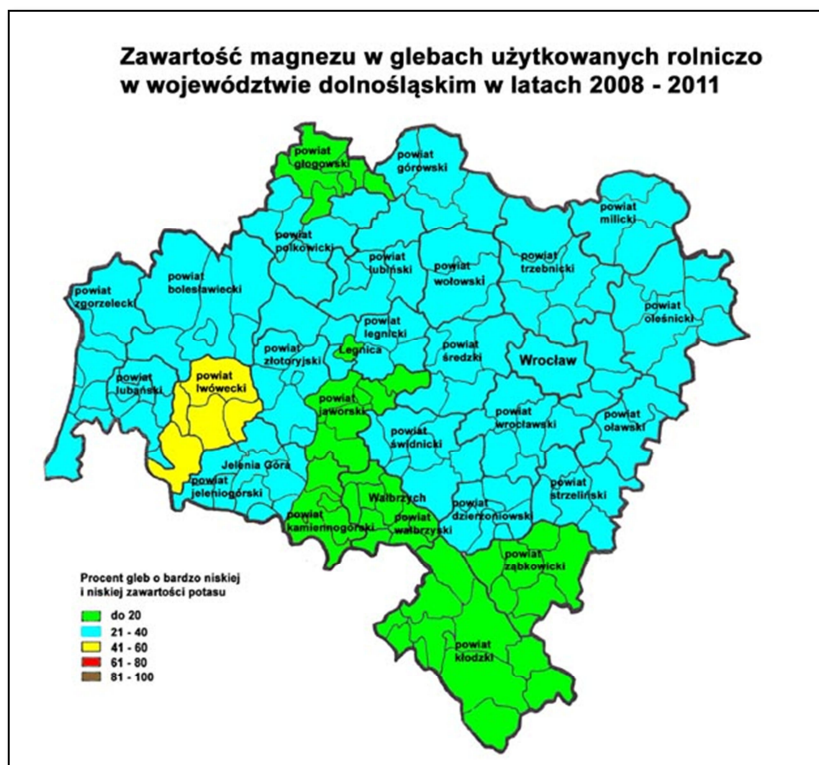 Zawartość magnezu w glebach użytkowanych rolniczo
w województwie dolnośląskim w latach 2008 - 2011
powiat
głogowski
powiat
górowski
powiat
milicki
powiat
polkowicki
powiat
lubiński
powiat
wołowski
powiat
trzebnicki
powiat
zgorzelecki
powiat
bolesławiecki
powiat
oleśnicki
powiat
legnicki
Legnica
powiat
złotoryjski
powiat
średzki
Wrocław
powiat
lubański
powiat
lwówecki
powiat
jaworski
powiat
świdnicki
powiat
wrocławski
powiat
oławski
Jelenia Góra
powiat
jeleniogórski
Wałbrzych
powiat
strzeliński
powiat
kamiennogórski
powiat
wałbrzyski
powiat
dzierżoniowski
powiat
ząbkowicki
powiat
kłodzki
Procent gleb o bardzo niskiej
i niskiej zawartości potasu
do 20
21 - 40
41 - 60
61 - 80
81 - 100